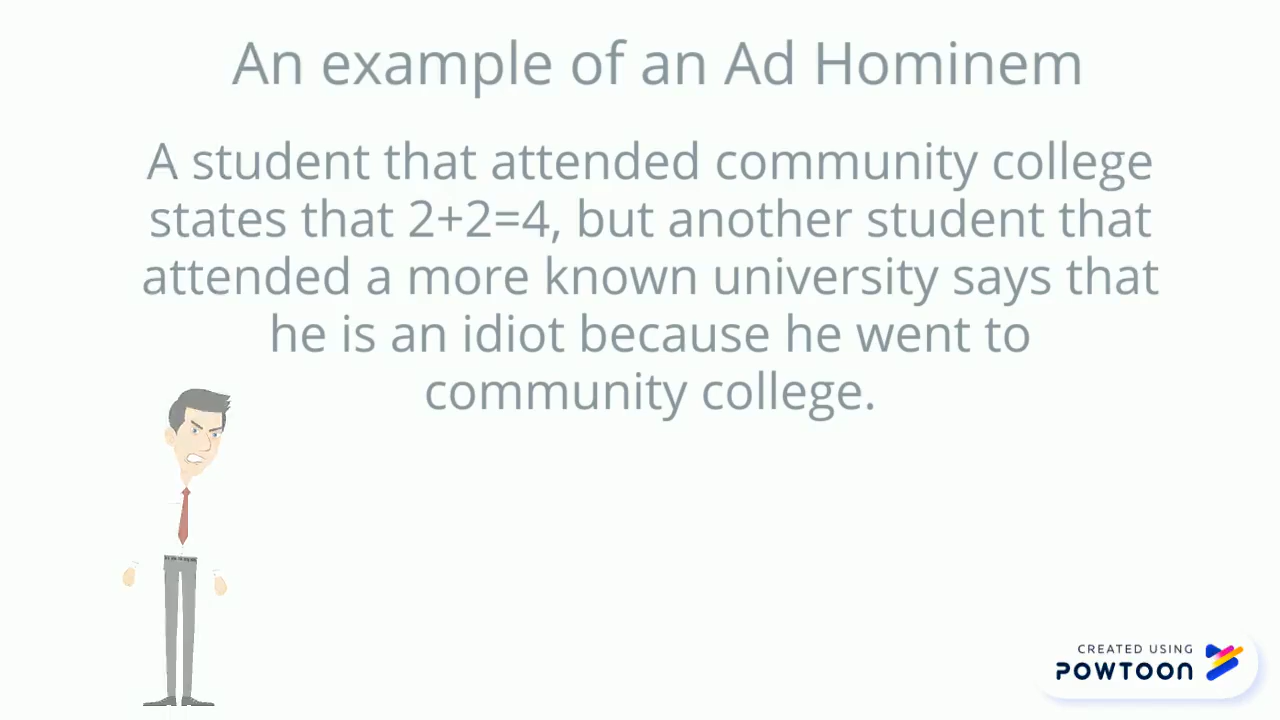 An example of an Ad Hominem
A student that attended community college
states that 2+2=4, but another student that
attended a more known university says that
he is an idiot because he went to
community college.
CREATED USING
POWTOON